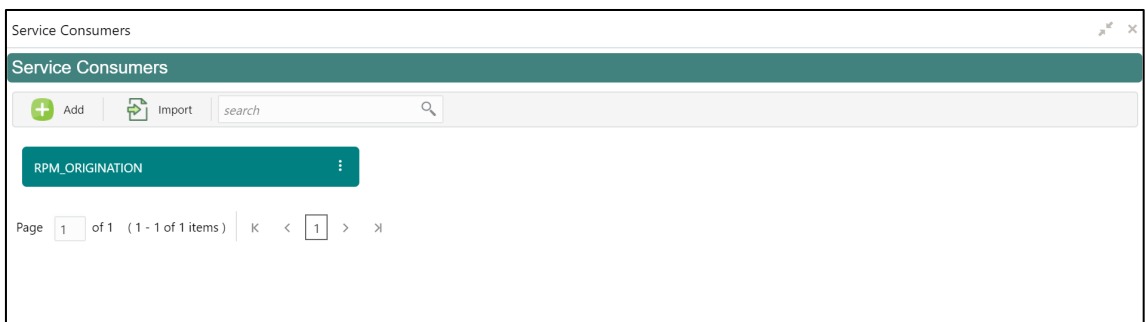 Service Consumers
Service Consumers
Add Import search
RPM_ORIGINATION
Page 1 of 1 ( 1 - 1 of 1 items ) 1